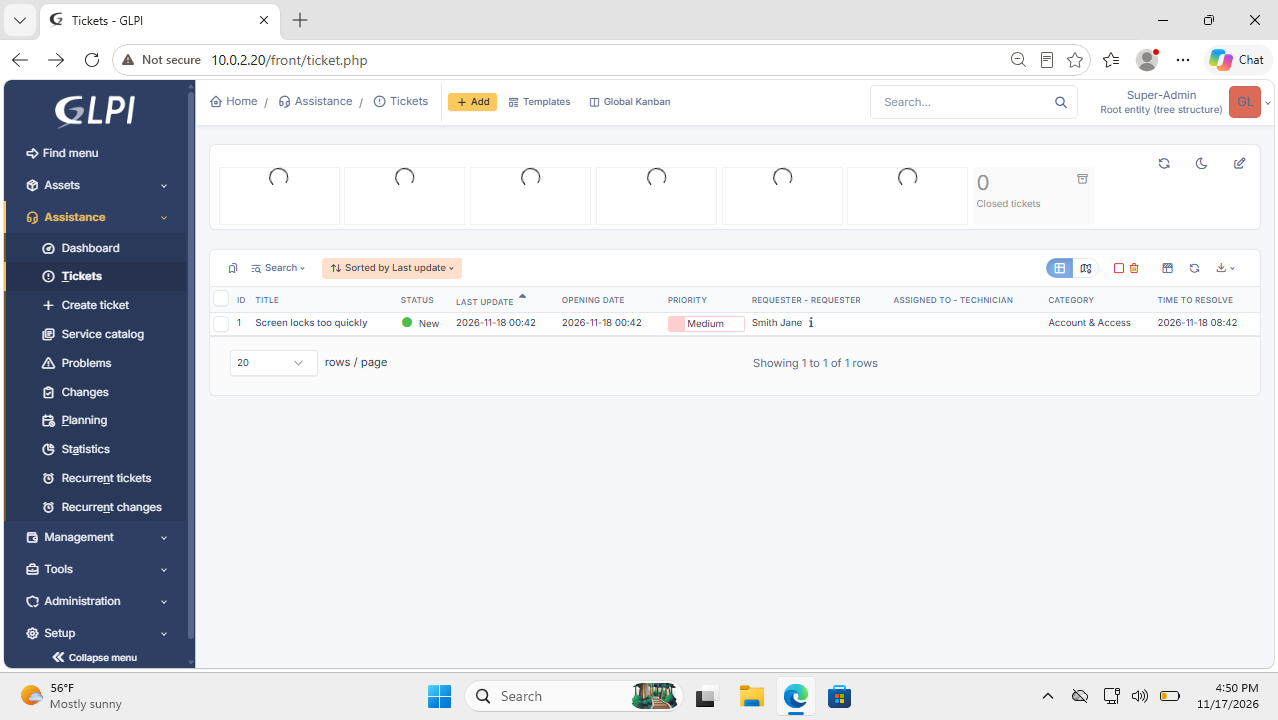 Tickets - GLPI
Not secure 10.0.2.20/front/ticket.php
Chat
GLPI
Find menu
Assets
Assistance
Dashboard
Tickets
Create ticket
Service catalog
Problems
Changes
Planning
Statistics
Recurrent tickets
Recurrent changes
Management
Tools
Administration
Setup
Collapse menu
Home / Assistance / Tickets
Add
Templates
Global Kanban
Search...
Super-Admin
Root entity (tree structure)
GL
0
Closed tickets
Search
Sorted by Last update
ID TITLE STATUS LAST UPDATE OPENING DATE PRIORITY REQUESTER - REQUESTER ASSIGNED TO - TECHNICIAN CATEGORY TIME TO RESOLVE
1 Screen locks too quickly New 2026-11-18 00:42 2026-11-18 00:42 Medium Smith Jane Account & Access 2026-11-18 08:42
20 rows / page
Showing 1 to 1 of 1 rows
56°F
Mostly sunny
Search
4:50 PM
11/17/2026